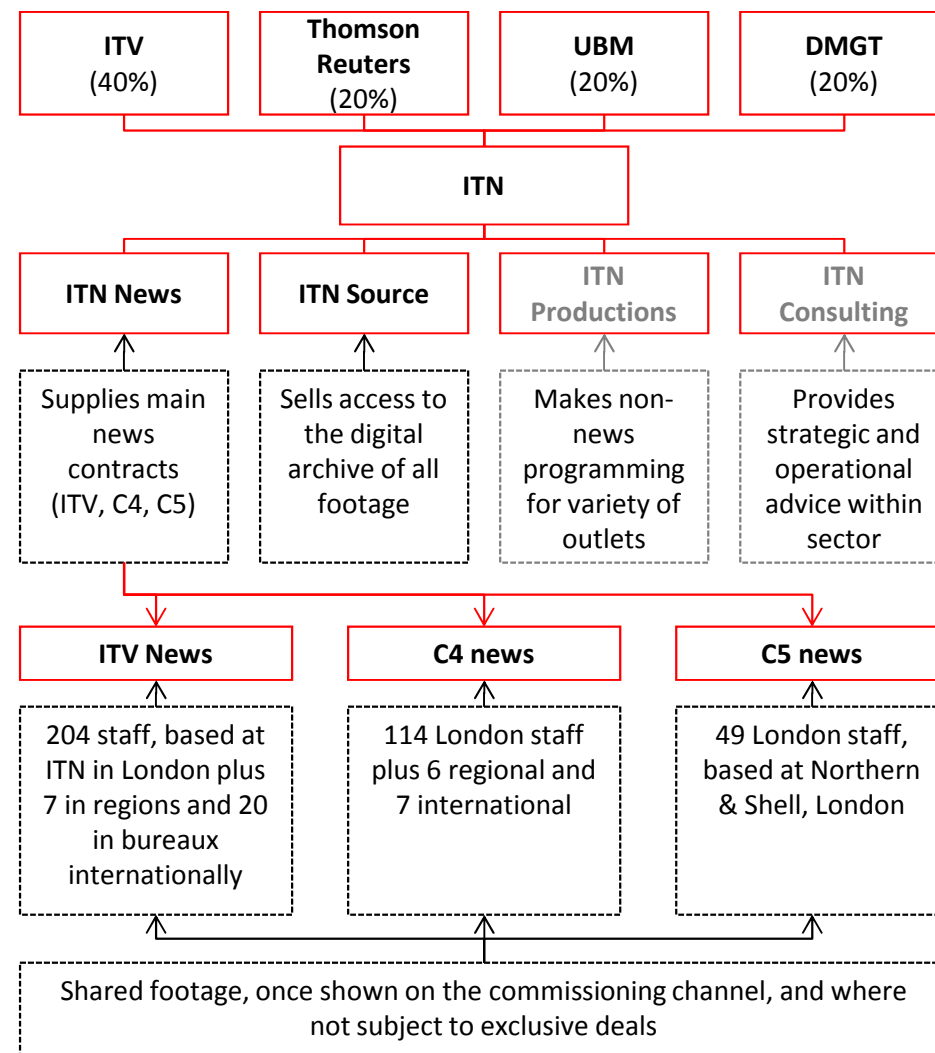 ITV
(40%)
Thomson
Reuters
(20%)
UBM
(20%)
DMGT
(20%)
ITN
ITN News
ITN Source
ITN
Productions
ITN
Consulting
Supplies main
news
contracts
(ITV, C4, C5)
Sells access to
the digital
archive of all
footage
Makes non-
news
programming
for variety of
outlets
Provides
strategic and
operational
advice within
sector
ITV News
C4 news
C5 news
204 staff, based at
ITN in London plus
7 in regions and 20
in bureaux
internationally
114 London staff
plus 6 regional and
7 international
49 London staff,
based at Northern
& Shell, London
Shared footage, once shown on the commissioning channel, and where
not subject to exclusive deals